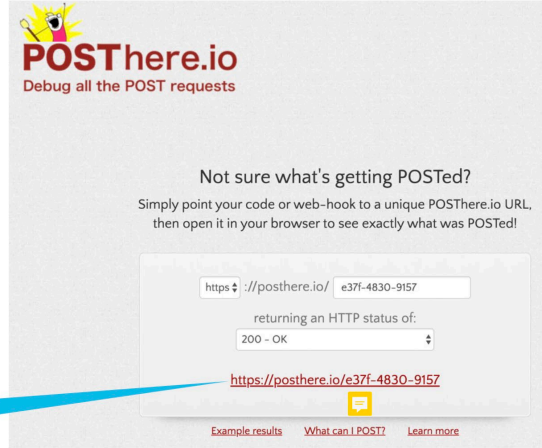 POSThere.io
Debug all the POST requests
Not sure what's getting POSTed?
Simply point your code or web-hook to a unique POSThere.io URL,
then open it in your browser to see exactly what was POSTed!
https ://posthere.io/ e37f-4830-9157
returning an HTTP status of:
200 - OK
https://posthere.io/e37f-4830-9157
Example results What can I POST? Learn more